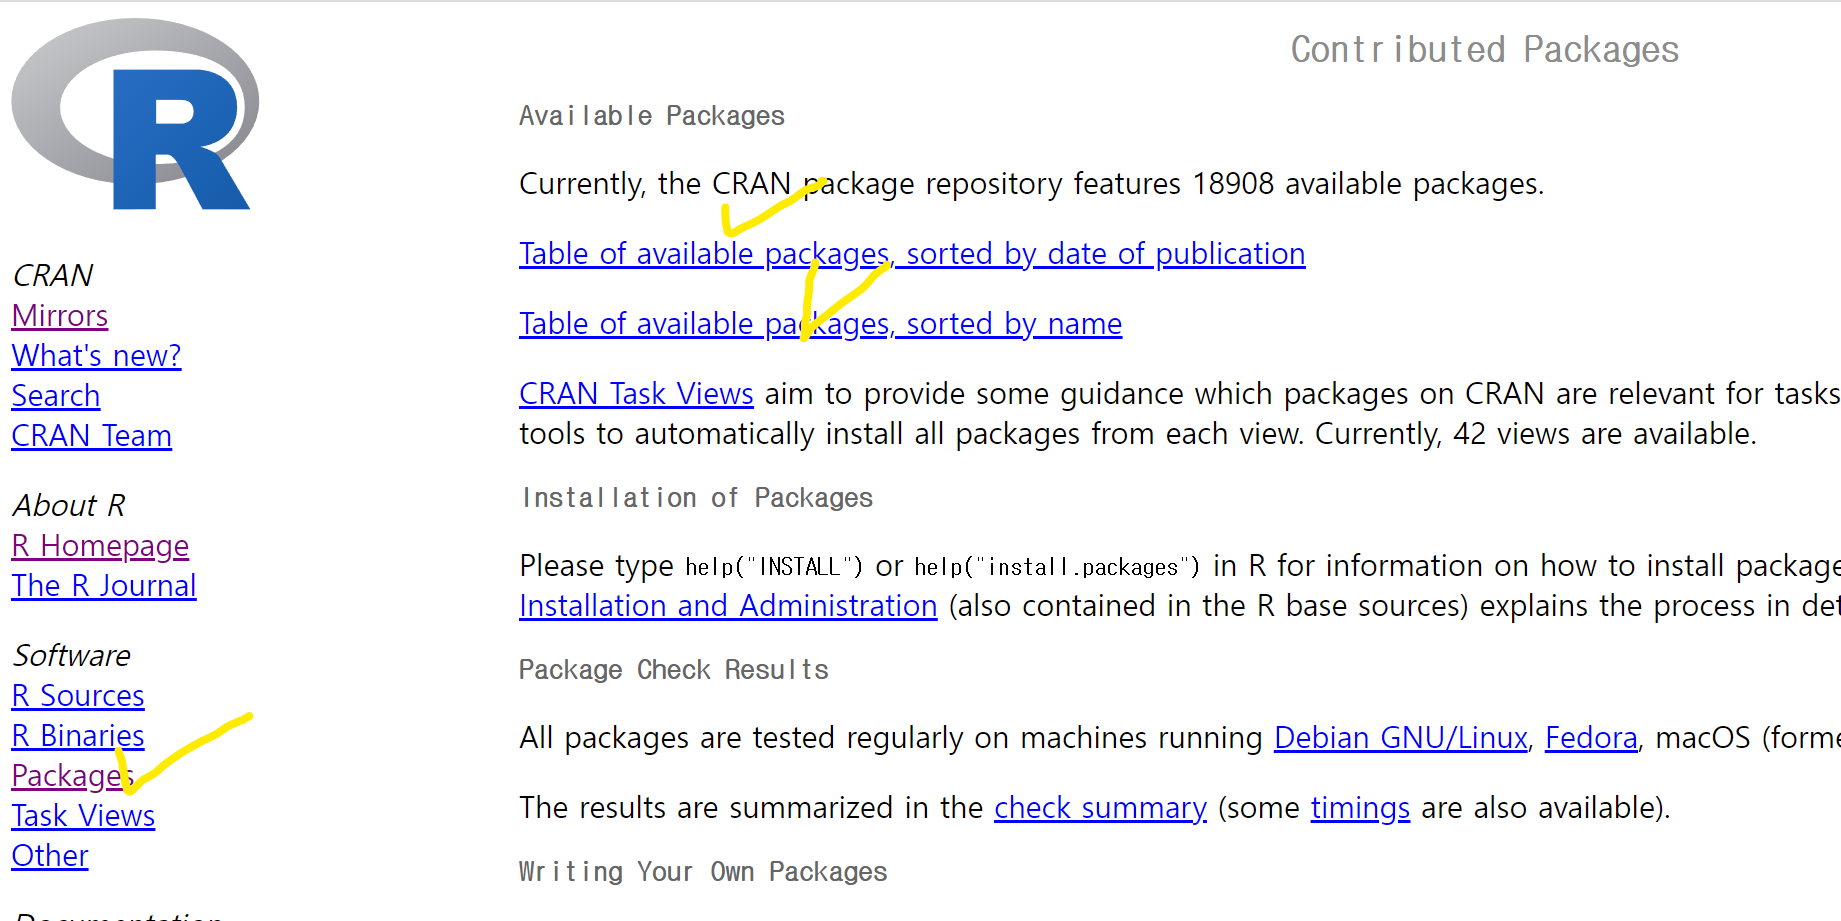 R
Contributed Packages
CRAN
Mirrors
What's new?
Search
CRAN Team
About R
R Homepage
The R Journal
Software
R Sources
R Binaries
Packages
Task Views
Other
Documentation
Available Packages
Currently, the CRAN package repository features 18908 available packages.
Table of available packages, sorted by date of publication
Table of available packages, sorted by name
CRAN Task Views aim to provide some guidance which packages on CRAN are relevant for tasks
tools to automatically install all packages from each view. Currently, 42 views are available.
Installation of Packages
Please type help("INSTALL") or help("install.packages") in R for information on how to install package
Installation and Administration (also contained in the R base sources) explains the process in det
Package Check Results
All packages are tested regularly on machines running Debian GNU/Linux, Fedora, macOS (forme
The results are summarized in the check summary (some timings are also available).
Writing Your Own Packages